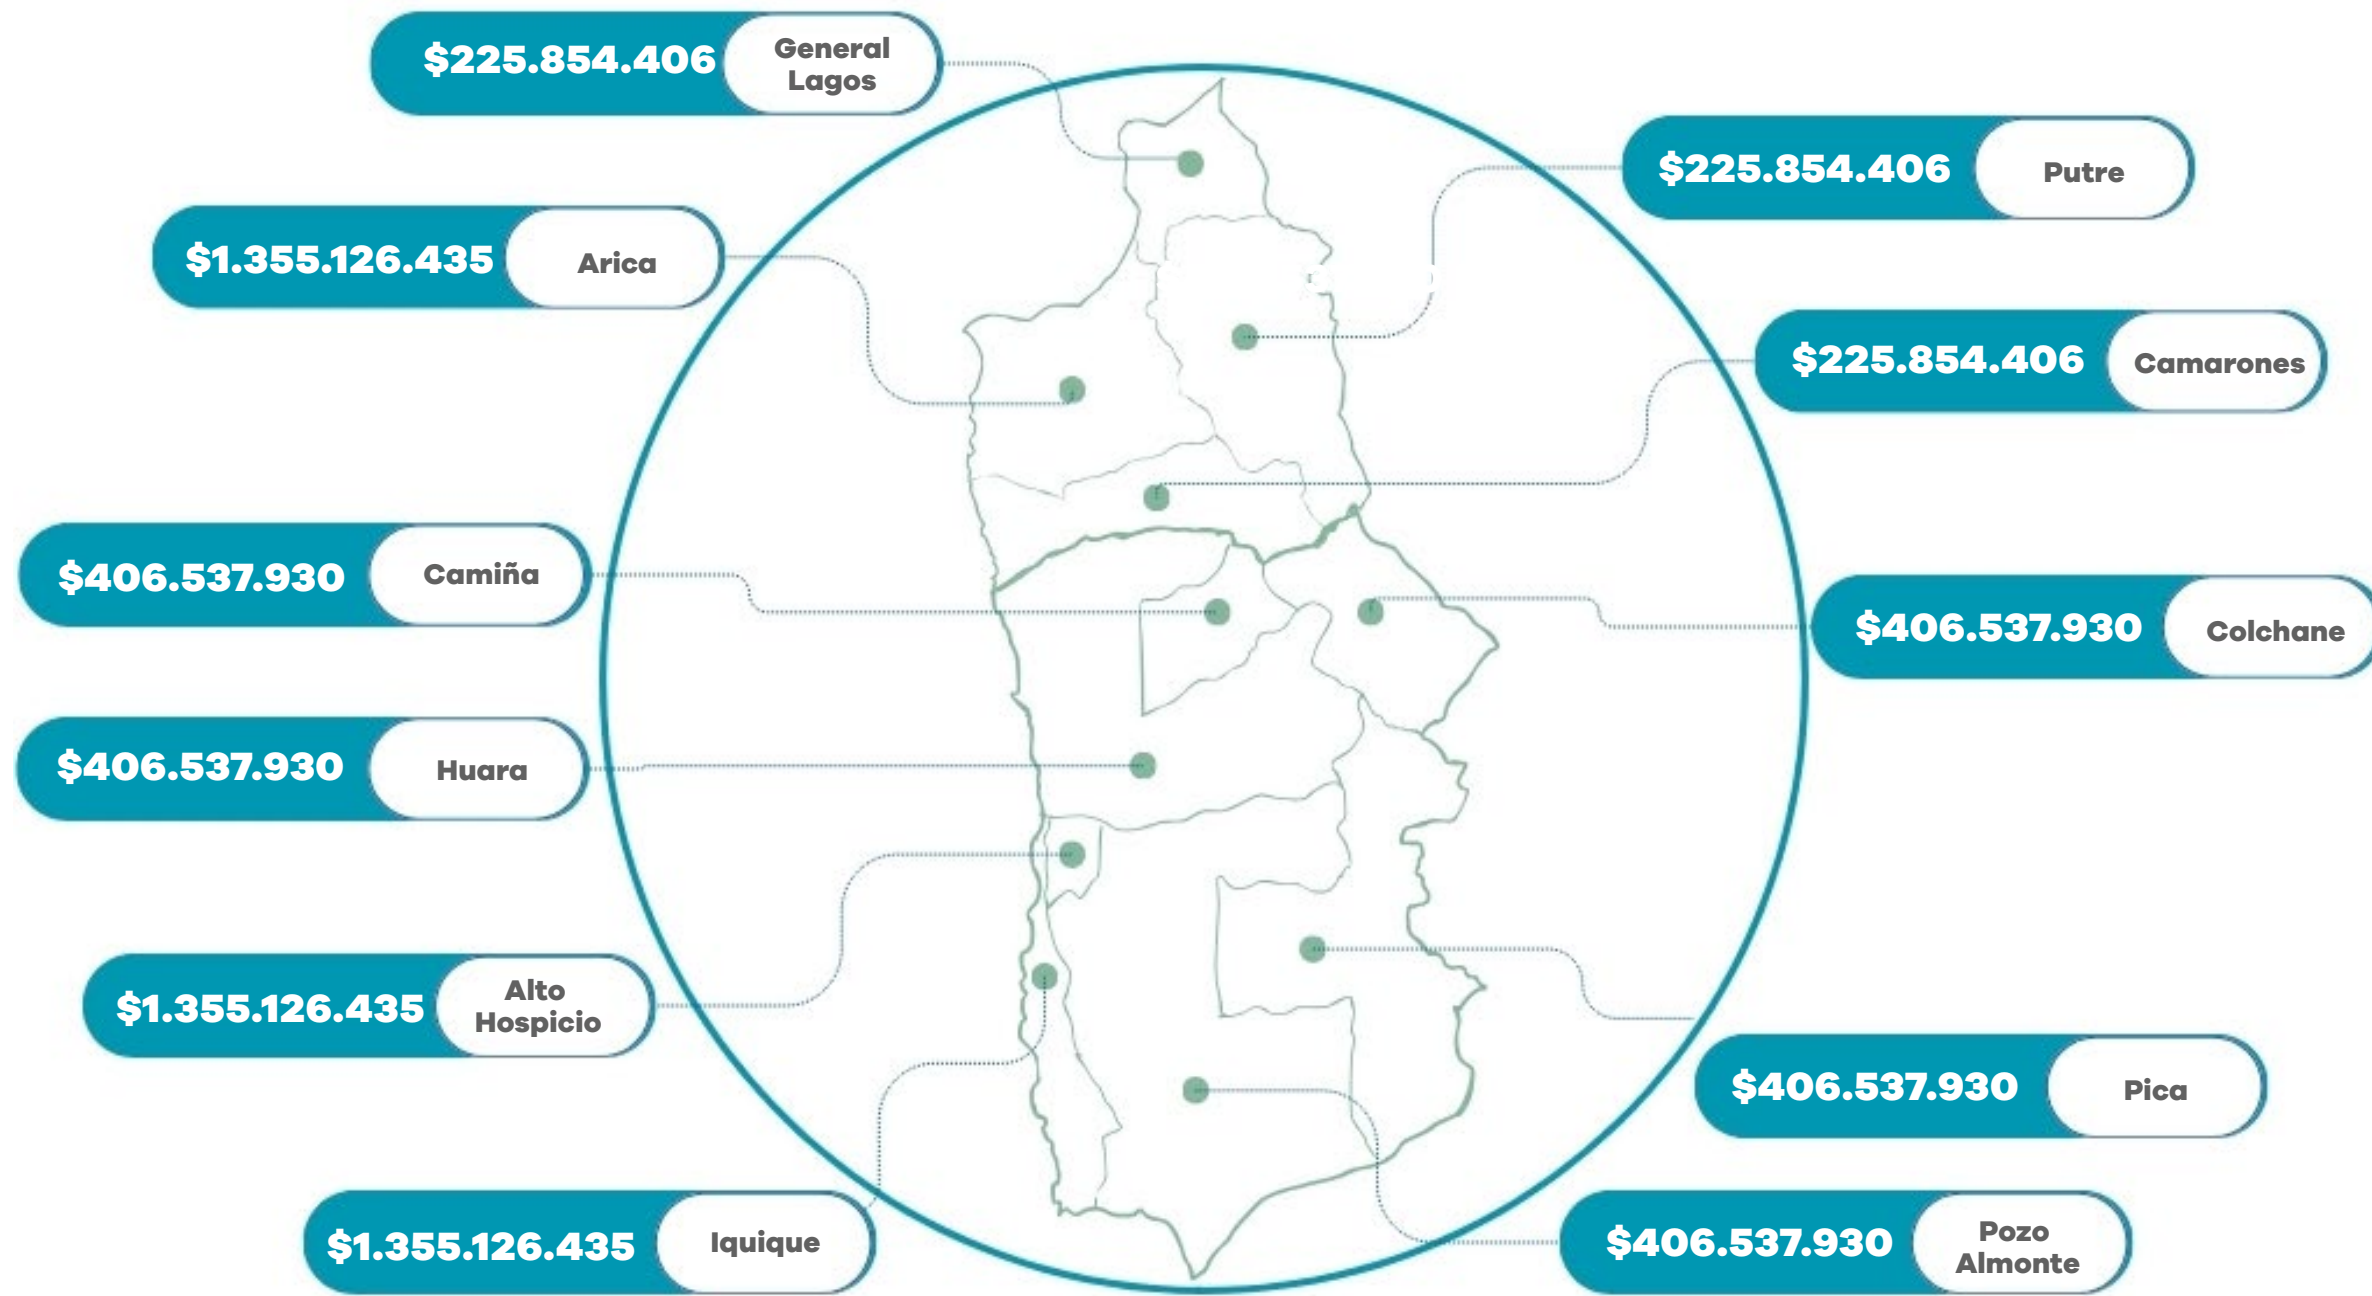 $225.854.406
General
Lagos
$225.854.406
Putre
$1.355.126.435
Arica
$225.854.406
Camarones
$406.537.930
Camiña
$406.537.930
Colchane
$406.537.930
Huara
$1.355.126.435
Alto
Hospicio
$406.537.930
Pica
$1.355.126.435
Iquique
$406.537.930
Pozo
Almonte